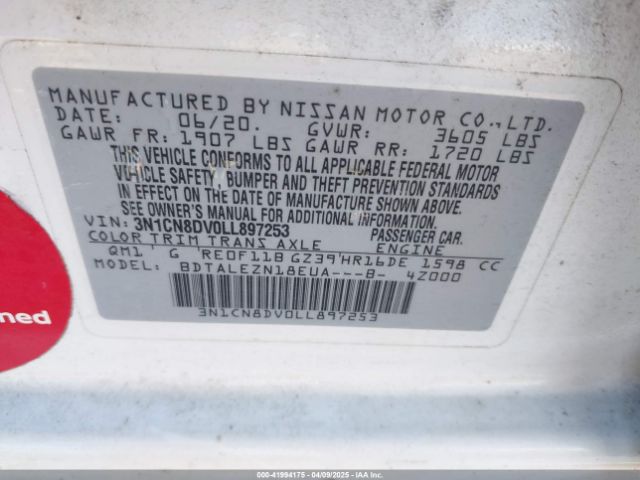 MANUFACTURED BY NISSAN MOTOR CO.,LTD.
DATE: 06/20. GVWR: 3605 LBS
GAWR FR: 1907 LBS GAWR RR: 1720 LBS
THIS VEHICLE CONFORMS TO ALL APPLICABLE FEDERAL MOTOR
VEHICLE SAFETY, BUMPER AND THEFT PREVENTION STANDARDS
IN EFFECT ON THE DATE OF MANUFACTURE SHOWN ABOVE.
SEE OWNER'S MANUAL FOR ADDITIONAL INFORMATION.
VIN: 3N1CN8DV0LL897253 PASSENGER CAR.
COLOR TRIM TRANS AXLE ENGINE
QM1 G RE0F11B GZ39 HR16DE 1598 CC
MODEL: BDTALEZN18EUA---B- 4Z000
3N1CN8DV0LL897253
ned
000-41994175 - 04/09/2025 - IAA Inc.